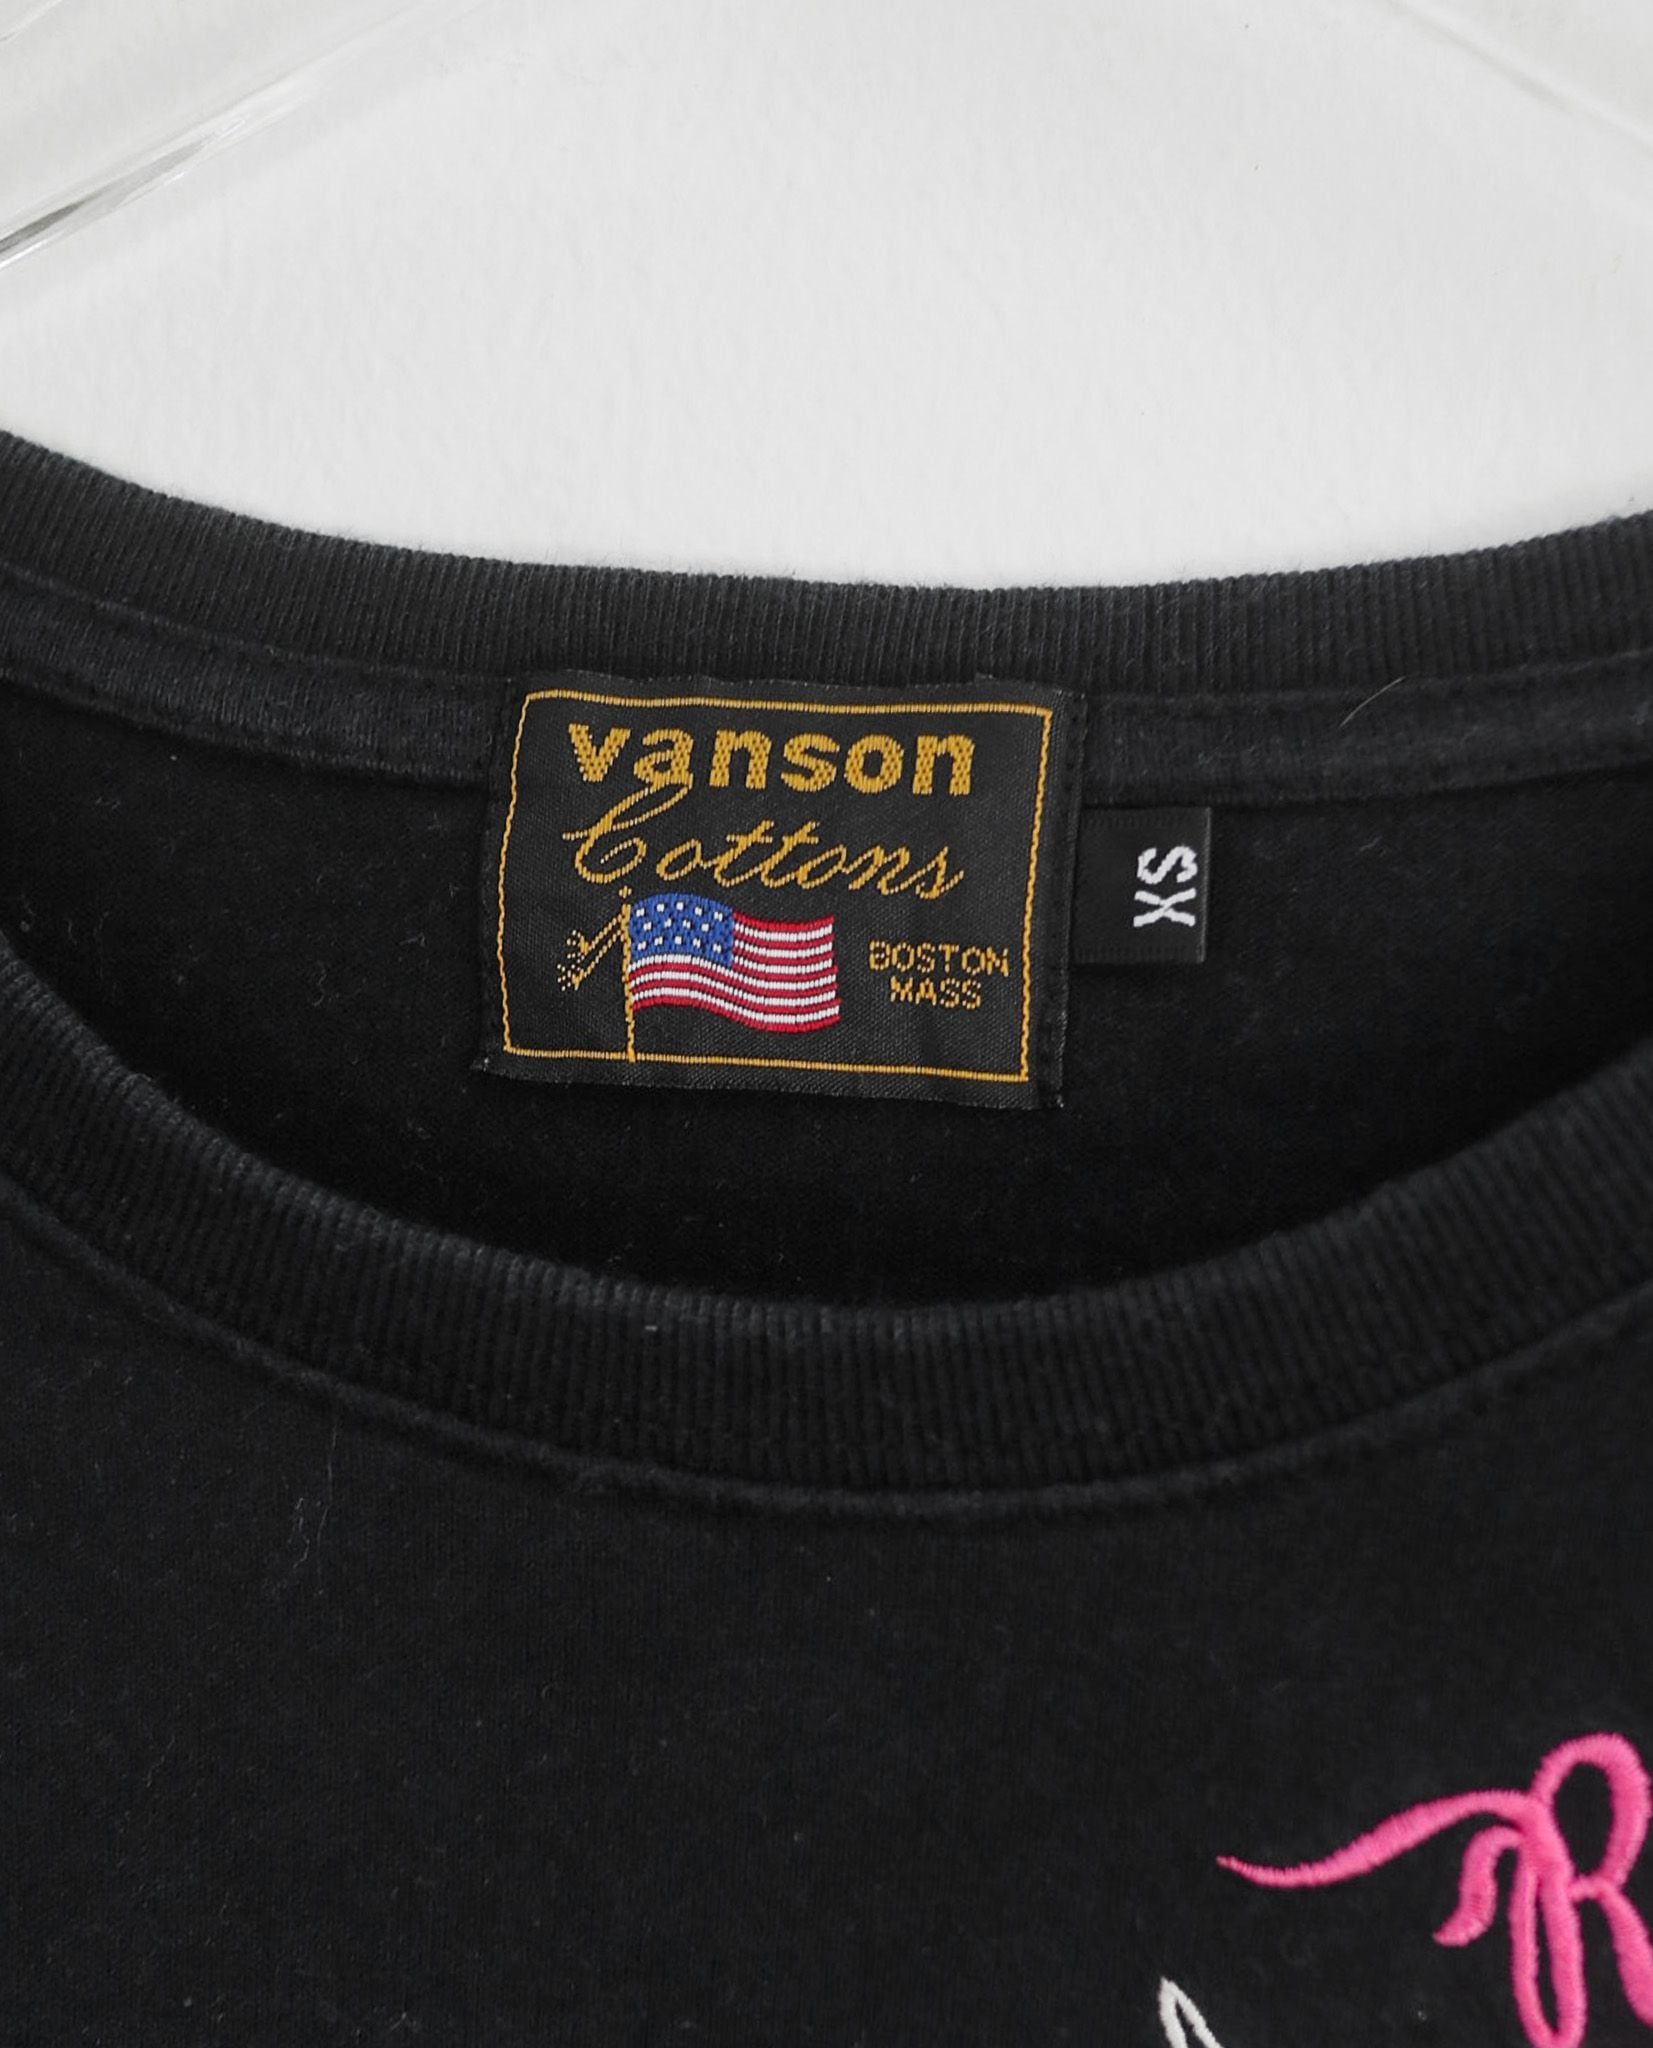 vanson
Cottons
BOSTON
MASS
XS
R